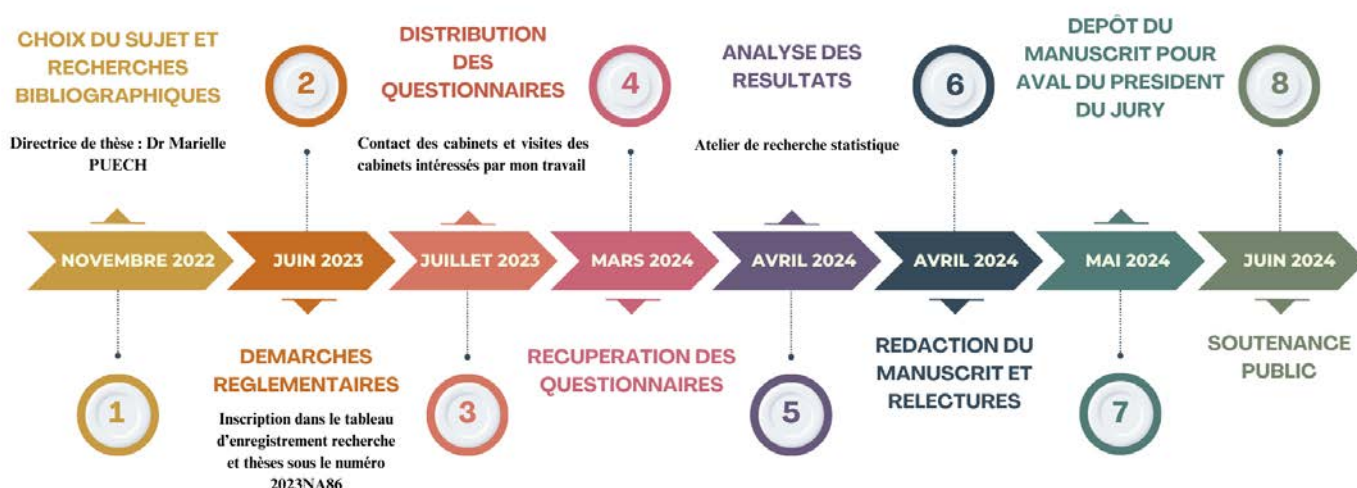 CHOIX DU SUJET ET
RECHERCHES
BIBLIOGRAPHIQUES
Directrice de thèse : Dr Marielle
PUECH
2
DISTRIBUTION
DES
QUESTIONNAIRES
Contact des cabinets et visites des
cabinets intéressés par mon travail
4
ANALYSE DES
RESULTATS
Atelier de recherche statistique
6
DEPÔT DU
MANUSCRIT POUR
AVAL DU PRESIDENT
DU JURY
8
NOVEMBRE 2022
JUIN 2023
JUILLET 2023
MARS 2024
AVRIL 2024
AVRIL 2024
MAI 2024
JUIN 2024
1
DEMARCHES
REGLEMENTAIRES
Inscription dans le tableau
d'enregistrement recherche
et thèses sous le numéro
2023NA86
3
RECUPERATION DES
QUESTIONNAIRES
5
REDACTION DU
MANUSCRIT ET
RELECTURES
7
SOUTENANCE
PUBLIC